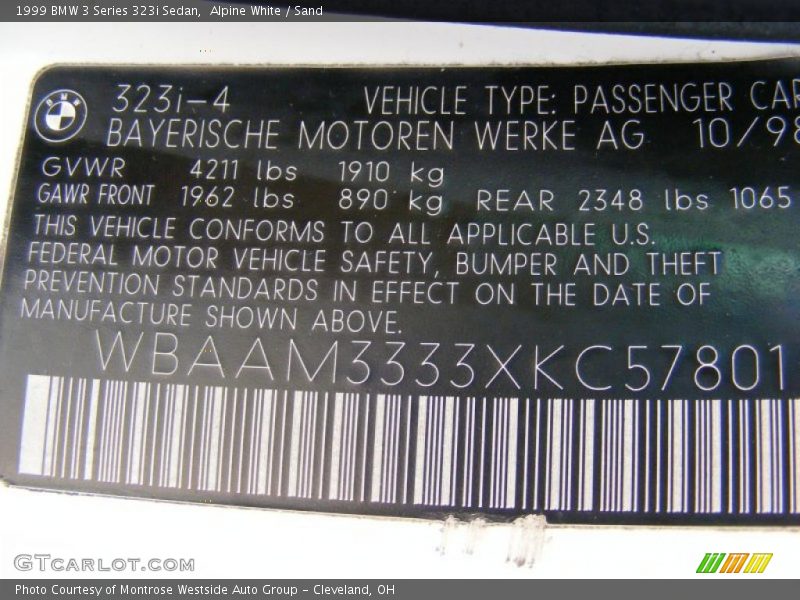 1999 BMW 3 Series 323i Sedan,  Alpine White / Sand
BMW
323i-4 VEHICLE TYPE: PASSENGER CAR
BAYERISCHE MOTOREN WERKE AG 10/98
GVWR 4211 lbs 1910 kg
GAWR FRONT 1962 lbs 890 kg REAR 2348 lbs 1065
THIS VEHICLE CONFORMS TO ALL APPLICABLE U.S.
FEDERAL MOTOR VEHICLE SAFETY, BUMPER AND THEFT
PREVENTION STANDARDS IN EFFECT ON THE DATE OF
MANUFACTURE SHOWN ABOVE.
WBAAM3333XKC57801
GTCARLOT.COM
Photo Courtesy of Montrose Westside Auto Group - Cleveland, OH